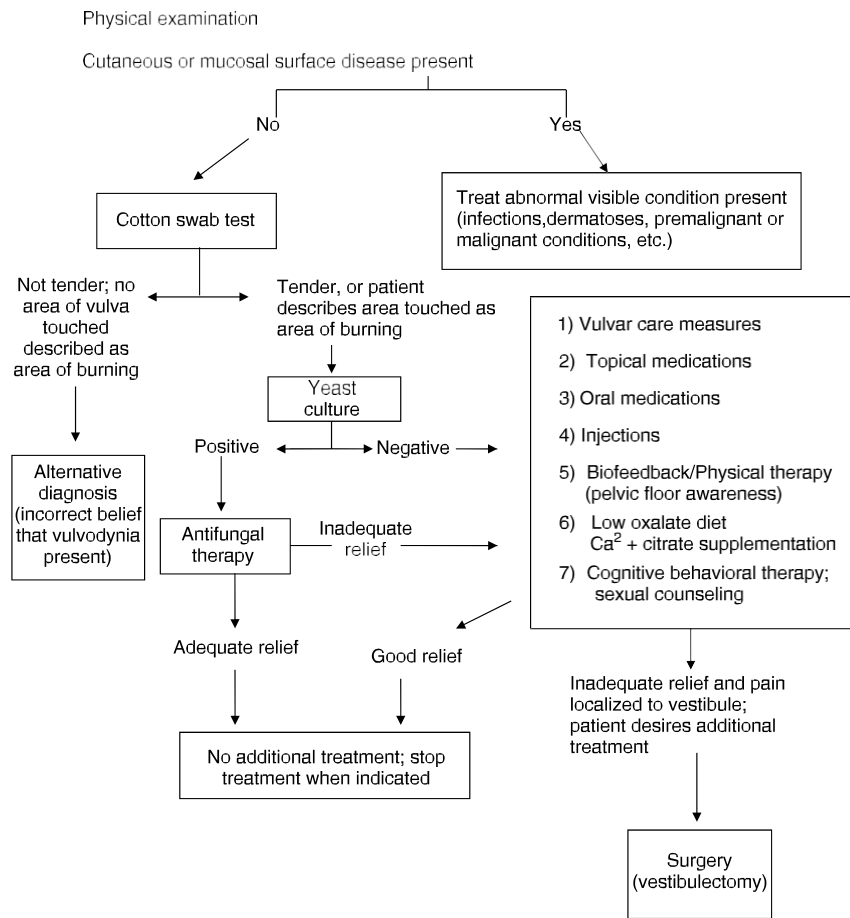 Physical examination
Cutaneous or mucosal surface disease present
No
Yes
Cotton swab test
Treat abnormal visible condition present
(infections,dermatoses, premalignant or
malignant conditions, etc.)
Not tender; no
area of vulva
touched
described as
area of burning
Tender, or patient
describes area touched as
area of burning
Yeast
culture
Positive
Negative
Alternative
diagnosis
(incorrect belief
that vulvodynia
present)
Antifungal
therapy
Inadequate
relief
1) Vulvar care measures
2) Topical medications
3) Oral medications
4) Injections
5) Biofeedback/Physical therapy
(pelvic floor awareness)
6) Low oxalate diet
Ca² + citrate supplementation
7) Cognitive behavioral therapy;
sexual counseling
Adequate relief
Good relief
No additional treatment; stop
treatment when indicated
Inadequate relief and pain
localized to vestibule;
patient desires additional
treatment
Surgery
(vestibulectomy)